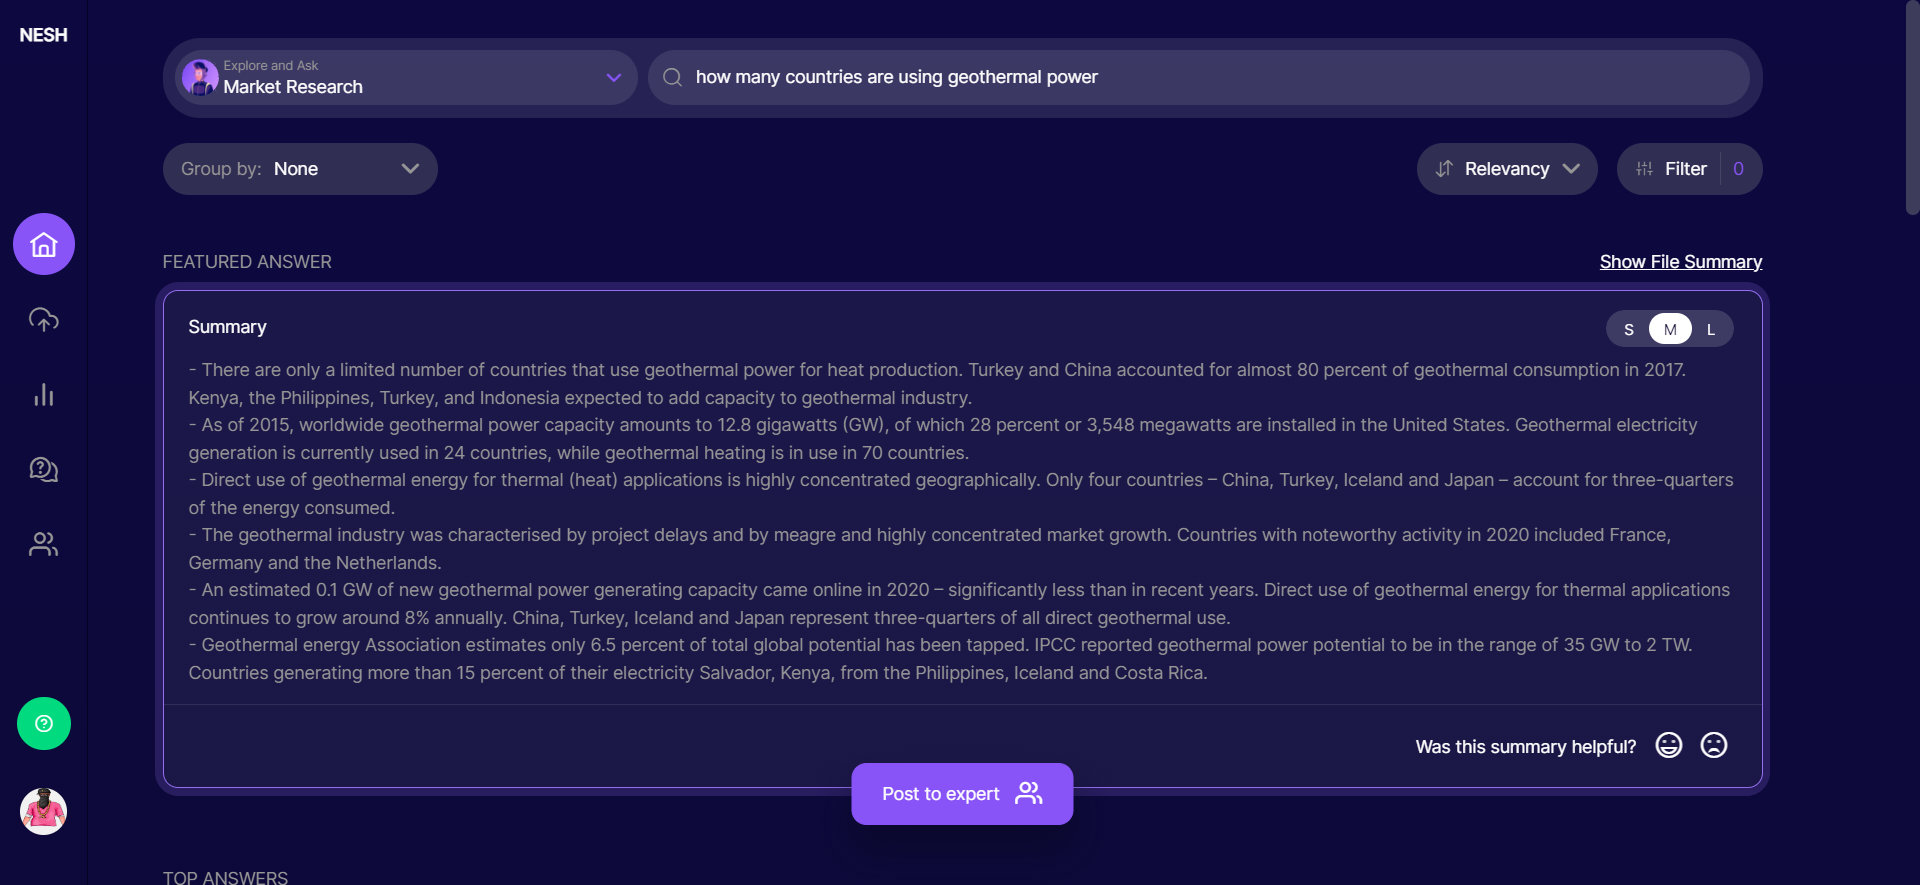 NESH
Explore and Ask
Market Research
how many countries are using geothermal power
Group by: None
Relevancy
Filter 0
FEATURED ANSWER
Show File Summary
Summary
S M L
- There are only a limited number of countries that use geothermal power for heat production. Turkey and China accounted for almost 80 percent of geothermal consumption in 2017.
Kenya, the Philippines, Turkey, and Indonesia expected to add capacity to geothermal industry.
- As of 2015, worldwide geothermal power capacity amounts to 12.8 gigawatts (GW), of which 28 percent or 3,548 megawatts are installed in the United States. Geothermal electricity
generation is currently used in 24 countries, while geothermal heating is in use in 70 countries.
- Direct use of geothermal energy for thermal (heat) applications is highly concentrated geographically. Only four countries – China, Turkey, Iceland and Japan – account for three-quarters
of the energy consumed.
- The geothermal industry was characterised by project delays and by meagre and highly concentrated market growth. Countries with noteworthy activity in 2020 included France,
Germany and the Netherlands.
- An estimated 0.1 GW of new geothermal power generating capacity came online in 2020 – significantly less than in recent years. Direct use of geothermal energy for thermal applications
continues to grow around 8% annually. China, Turkey, Iceland and Japan represent three-quarters of all direct geothermal use.
- Geothermal energy Association estimates only 6.5 percent of total global potential has been tapped. IPCC reported geothermal power potential to be in the range of 35 GW to 2 TW.
Countries generating more than 15 percent of their electricity Salvador, Kenya, from the Philippines, Iceland and Costa Rica.
Was this summary helpful?
Post to expert
TOP ANSWERS